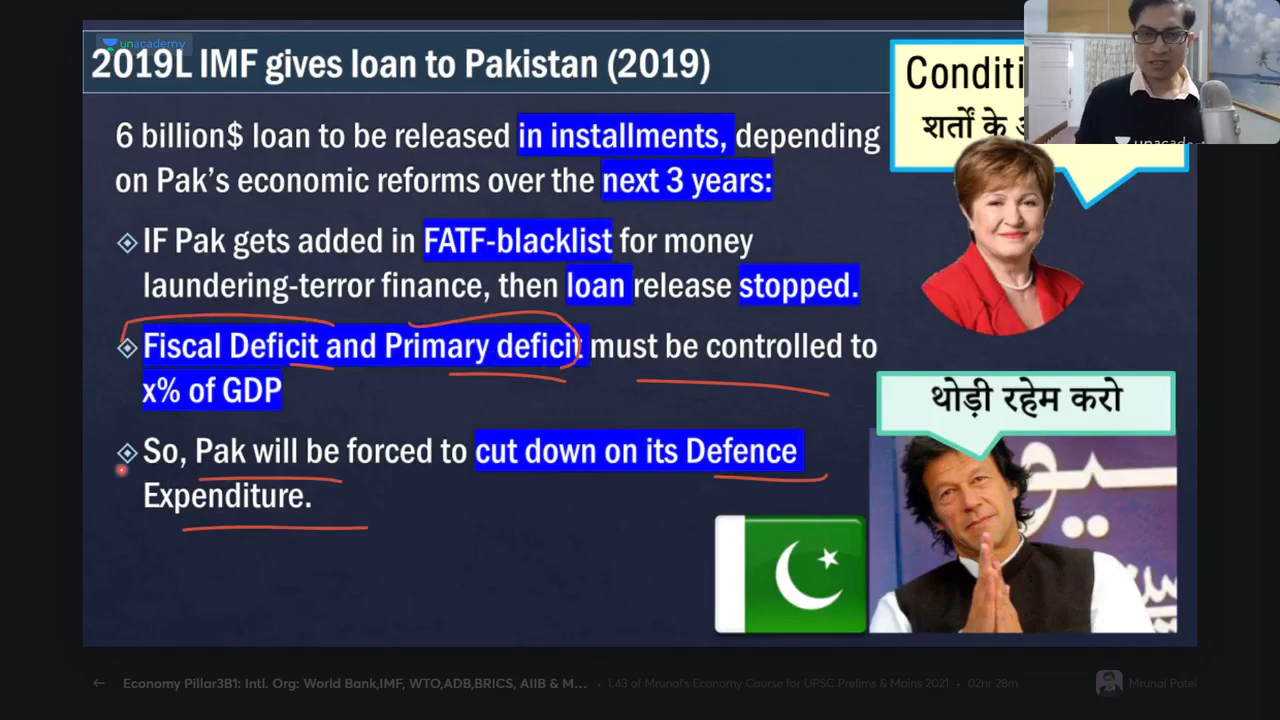 unacademy
2019L IMF gives loan to Pakistan (2019)
Conditi
शर्तों के
6 billion$ loan to be released in installments, depending
on Pak's economic reforms over the next 3 years:
IF Pak gets added in FATF-blacklist for money
laundering-terror finance, then loan release stopped.
Fiscal Deficit and Primary deficit must be controlled to
x% of GDP
थोड़ी रहेम करो
So, Pak will be forced to cut down on its Defence
Expenditure.
← Economy Pillar3B1: Intl. Org: World Bank,IMF, WTO,ADB,BRICS, AIIB & M... • L43 of Mrunal's Economy Course for UPSC Prelims & Mains 2021 • 02hr 28m
Mrunal Patel